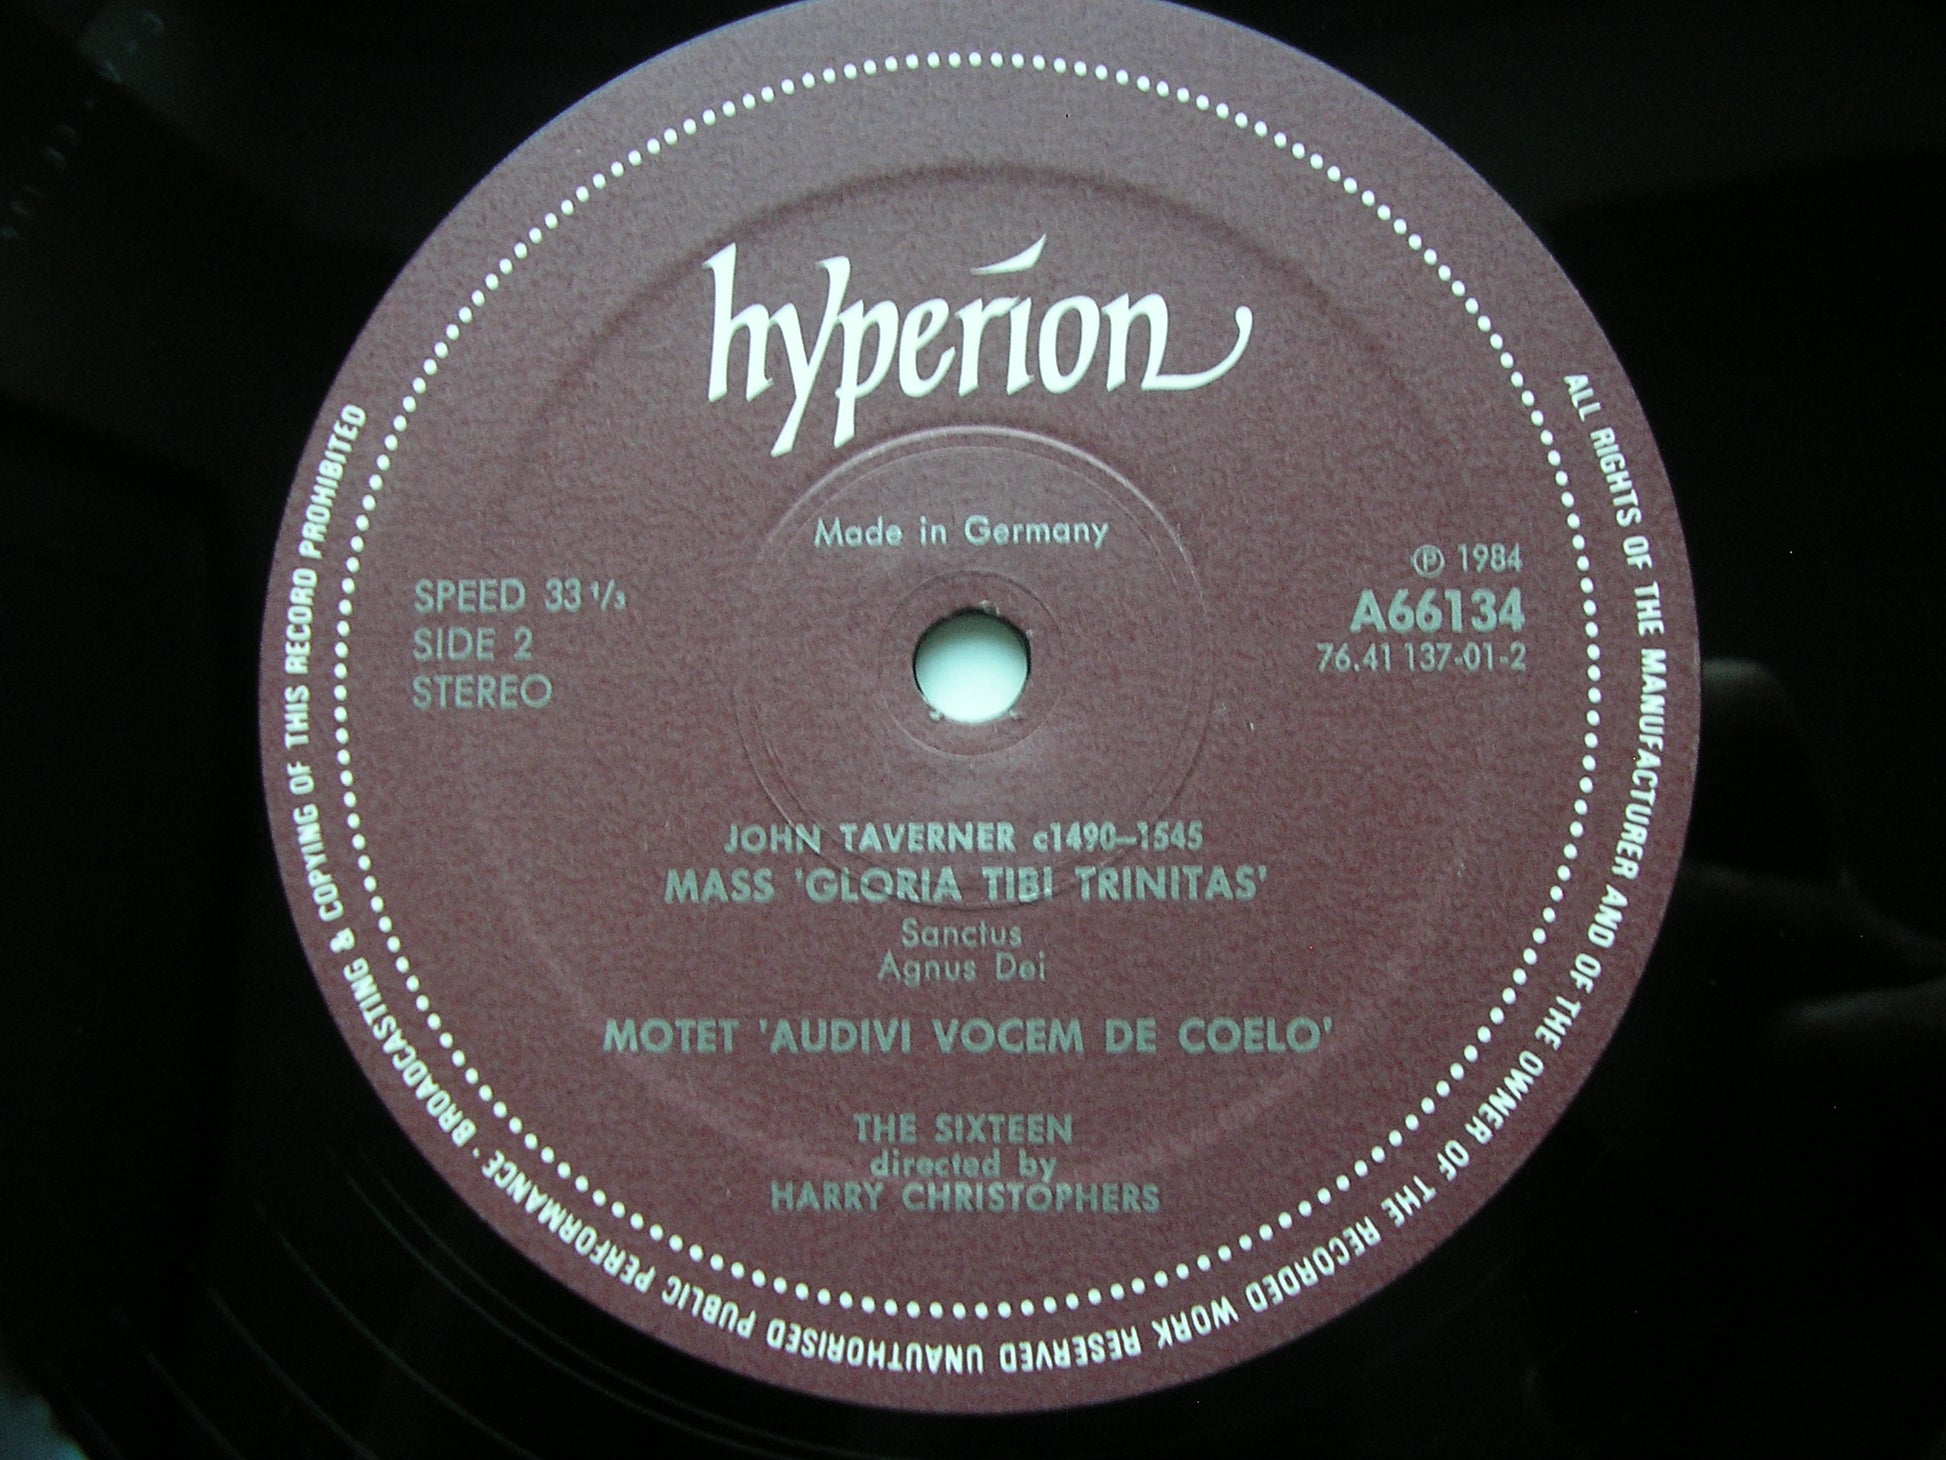 hyperion
Made in Germany
SPEED 33 1/3
SIDE 2
STEREO
℗ 1984
A66134
76.41 137-01-2
JOHN TAVERNER c1490–1545
MASS 'GLORIA TIBI TRINITAS'
Sanctus
Agnus Dei
MOTET 'AUDIVI VOCEM DE COELO'
THE SIXTEEN
directed by
HARRY CHRISTOPHERS
ALL RIGHTS OF THE MANUFACTURER AND OF THE OWNER OF THE RECORDED WORK RESERVED UNAUTHORISED PUBLIC PERFORMANCE' BROADCASTING & COPYING OF THIS RECORD PROHIBITED